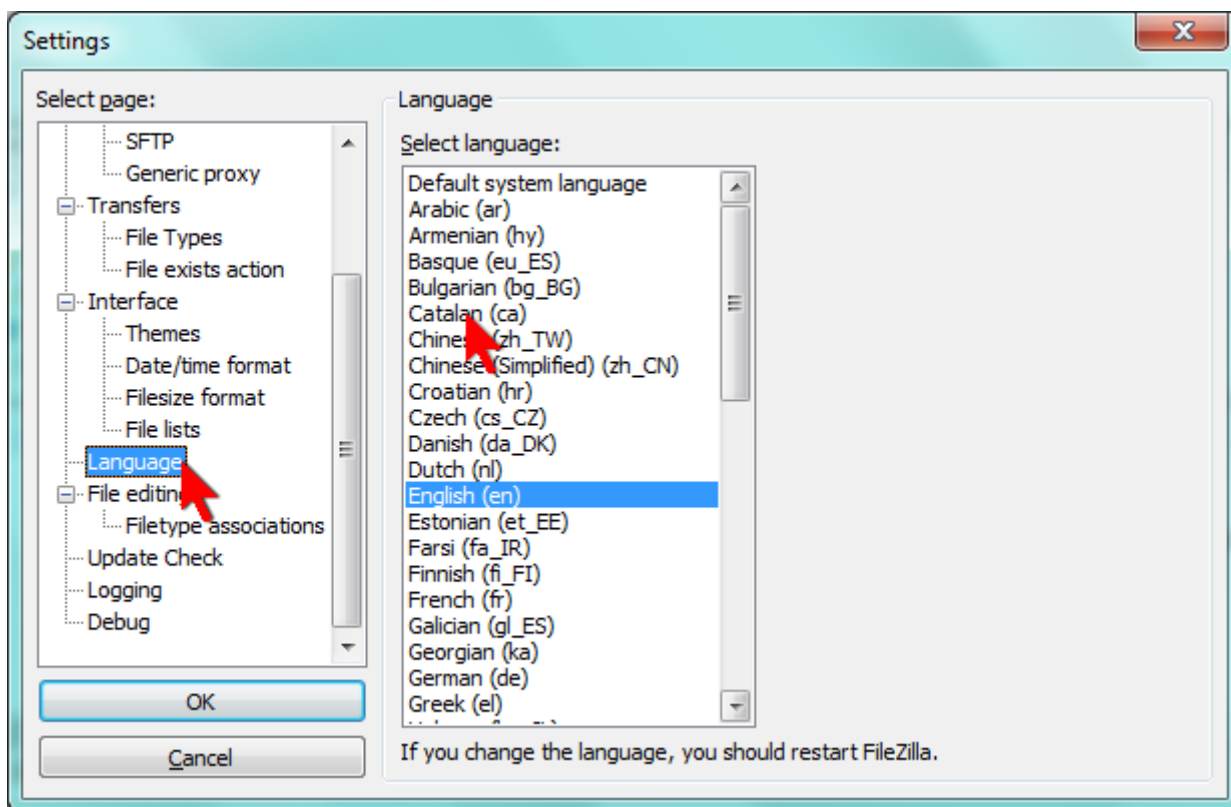 Settings
Select page:
SFTP
Generic proxy
Transfers
File Types
File exists action
Interface
Themes
Date/time format
Filesize format
File lists
Language
File editing
Filetype associations
Update Check
Logging
Debug
OK
Cancel
Language
Select language:
Default system language
Arabic (ar)
Armenian (hy)
Basque (eu_ES)
Bulgarian (bg_BG)
Catalan (ca)
Chinese (zh_TW)
Chinese (Simplified) (zh_CN)
Croatian (hr)
Czech (cs_CZ)
Danish (da_DK)
Dutch (nl)
English (en)
Estonian (et_EE)
Farsi (fa_IR)
Finnish (fi_FI)
French (fr)
Galician (gl_ES)
Georgian (ka)
German (de)
Greek (el)
If you change the language, you should restart FileZilla.